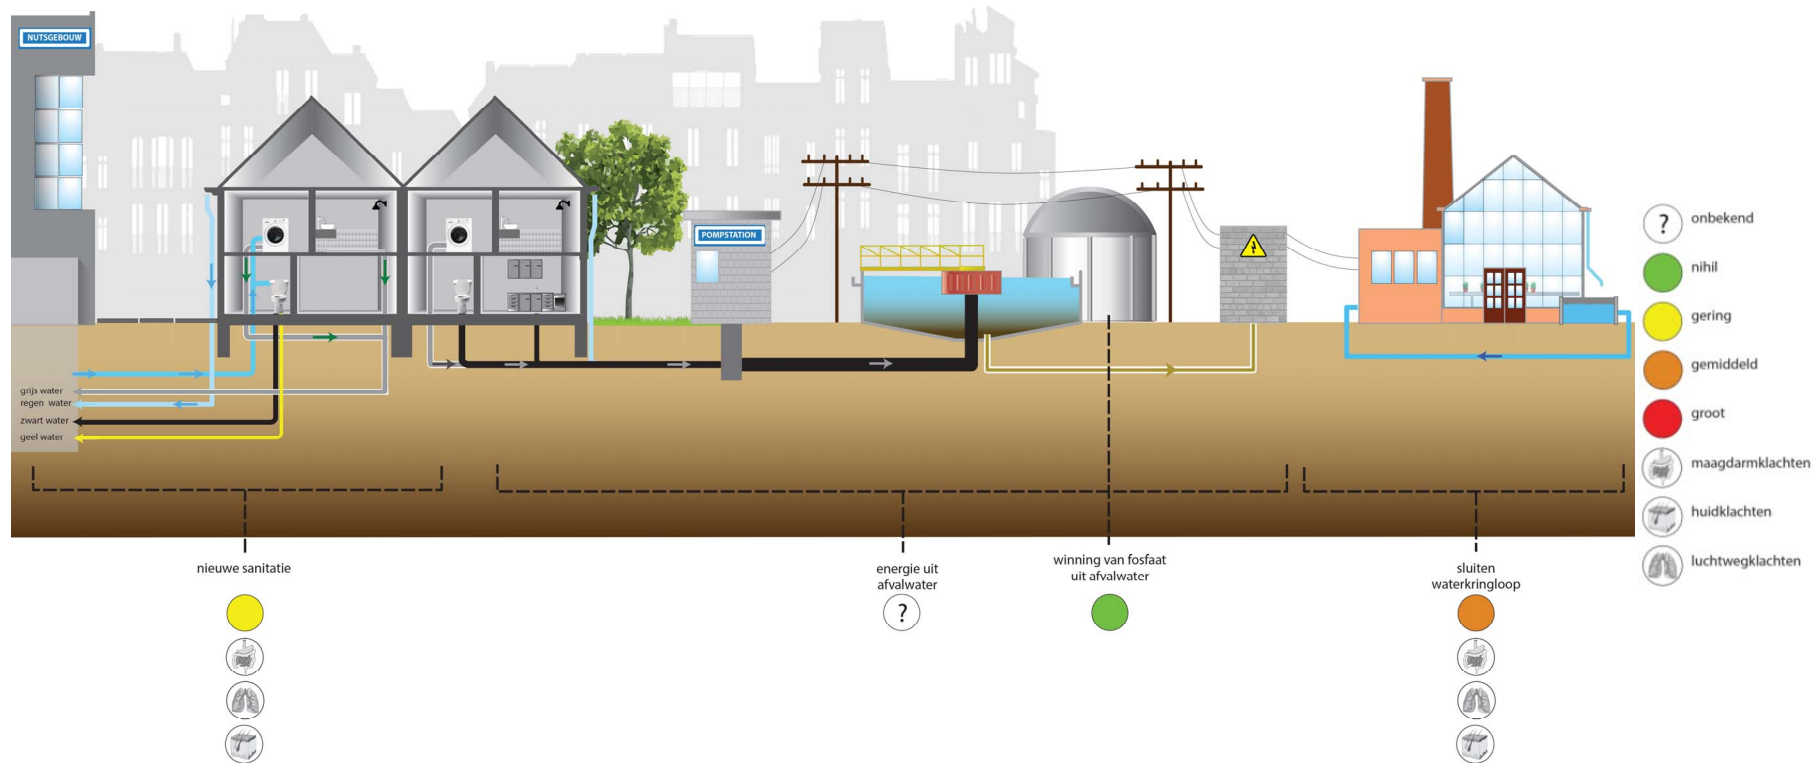 NUTSGEBOUW
POMPSTATION
grijs water
regen water
zwart water
geel water
nieuwe sanitatie
energie uit
afvalwater
?
winning van fosfaat
uit afvalwater
sluiten
waterkringloop
? onbekend
nihil
gering
gemiddeld
groot
maagdarmklachten
huidklachten
luchtwegklachten